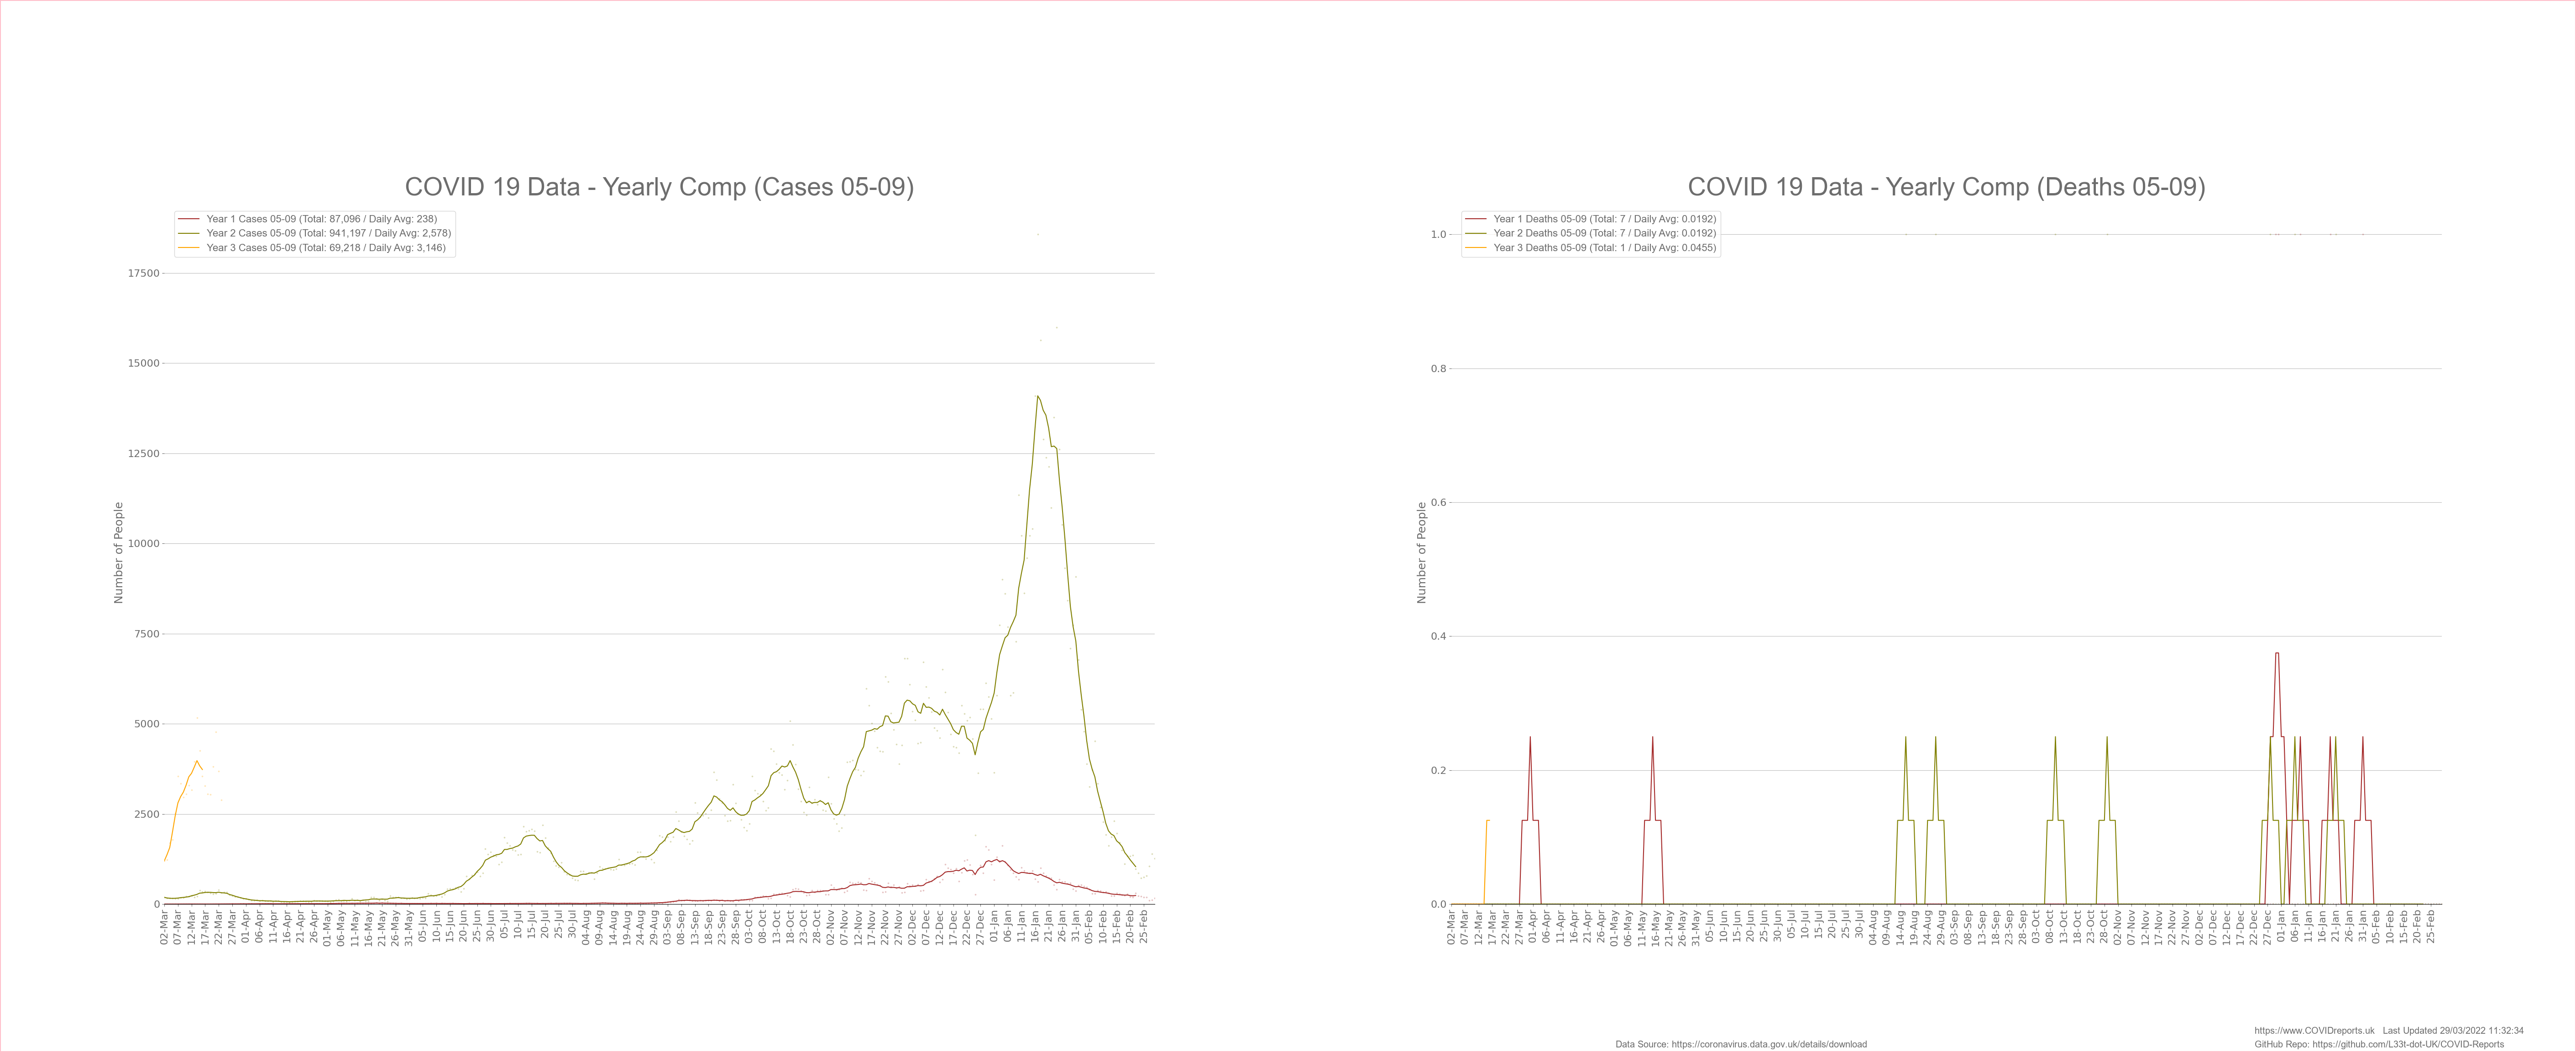 COVID 19 Data - Yearly Comp (Cases 05-09)
Year 1 Cases 05-09 (Total: 87,096 / Daily Avg: 238)
Year 2 Cases 05-09 (Total: 941,197 / Daily Avg: 2,578)
Year 3 Cases 05-09 (Total: 69,218 / Daily Avg: 3,146)
17500
15000
12500
10000
7500
5000
2500
0
Number of People
02-Mar 07-Mar 12-Mar 17-Mar 22-Mar 27-Mar 01-Apr 06-Apr 11-Apr 16-Apr 21-Apr 26-Apr 01-May 06-May 11-May 16-May 21-May 26-May 31-May 05-Jun 10-Jun 15-Jun 20-Jun 25-Jun 30-Jun 05-Jul 10-Jul 15-Jul 20-Jul 25-Jul 30-Jul 04-Aug 09-Aug 14-Aug 19-Aug 24-Aug 29-Aug 03-Sep 08-Sep 13-Sep 18-Sep 23-Sep 28-Sep 03-Oct 08-Oct 13-Oct 18-Oct 23-Oct 28-Oct 02-Nov 07-Nov 12-Nov 17-Nov 22-Nov 27-Nov 02-Dec 07-Dec 12-Dec 17-Dec 22-Dec 27-Dec 01-Jan 06-Jan 11-Jan 16-Jan 21-Jan 26-Jan 31-Jan 05-Feb 10-Feb 15-Feb 20-Feb 25-Feb
COVID 19 Data - Yearly Comp (Deaths 05-09)
Year 1 Deaths 05-09 (Total: 7 / Daily Avg: 0.0192)
Year 2 Deaths 05-09 (Total: 7 / Daily Avg: 0.0192)
Year 3 Deaths 05-09 (Total: 1 / Daily Avg: 0.0455)
1.0
0.8
0.6
0.4
0.2
0.0
Number of People
02-Mar 07-Mar 12-Mar 17-Mar 22-Mar 27-Mar 01-Apr 06-Apr 11-Apr 16-Apr 21-Apr 26-Apr 01-May 06-May 11-May 16-May 21-May 26-May 31-May 05-Jun 10-Jun 15-Jun 20-Jun 25-Jun 30-Jun 05-Jul 10-Jul 15-Jul 20-Jul 25-Jul 30-Jul 04-Aug 09-Aug 14-Aug 19-Aug 24-Aug 29-Aug 03-Sep 08-Sep 13-Sep 18-Sep 23-Sep 28-Sep 03-Oct 08-Oct 13-Oct 18-Oct 23-Oct 28-Oct 02-Nov 07-Nov 12-Nov 17-Nov 22-Nov 27-Nov 02-Dec 07-Dec 12-Dec 17-Dec 22-Dec 27-Dec 01-Jan 06-Jan 11-Jan 16-Jan 21-Jan 26-Jan 31-Jan 05-Feb 10-Feb 15-Feb 20-Feb 25-Feb
https://www.COVIDreports.uk Last Updated 29/03/2022 11:32:34
Data Source: https://coronavirus.data.gov.uk/details/download
GitHub Repo: https://github.com/L33t-dot-UK/COVID-Reports